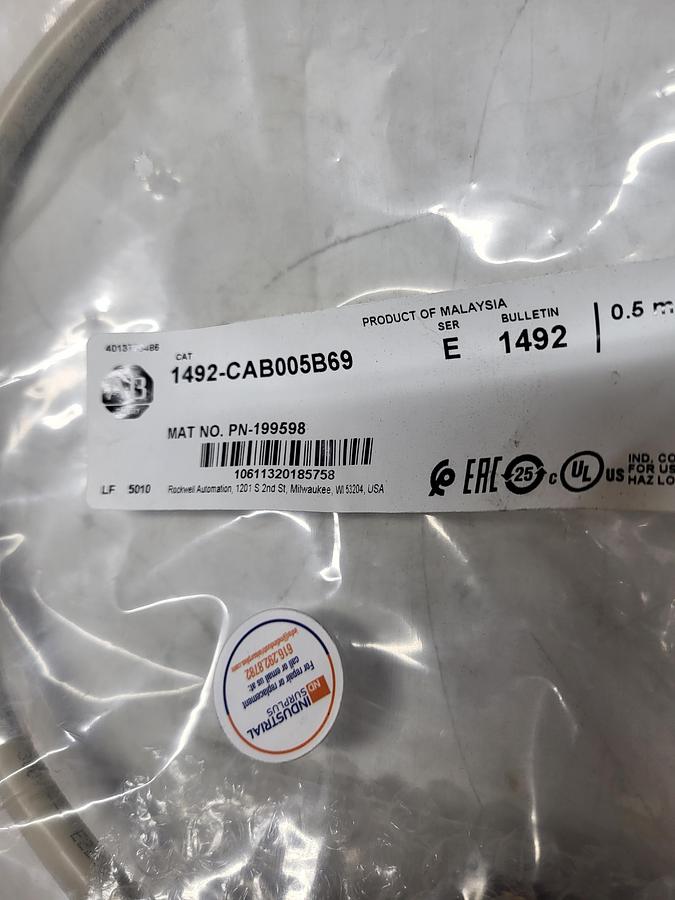 PRODUCT OF MALAYSIA
CAT
1492-CAB005B69
SER
E
BULLETIN
1492
0.5 m
MAT NO. PN-199598
10611320185758
LF 5010
Rockwell Automation, 1201 S 2nd St, Milwaukee, WI 53204, USA
EAC
25
c UL US
IND. CO
FOR US
HAZ LO
INDUSTRIAL
SURPLUS
For repair or replacement
call or email us at:
616.292.8782